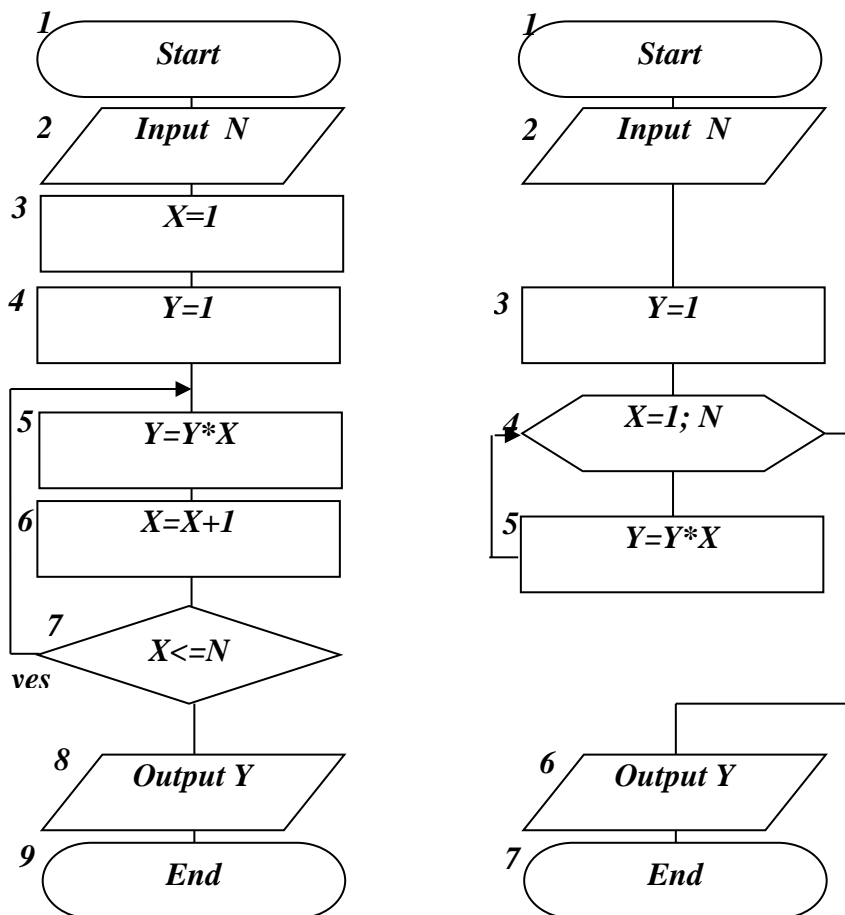 1
Start
2
Input N
3
X=1
4
Y=1
5
Y=Y*X
6
X=X+1
7
X<=N
yes
8
Output Y
9
End
1
Start
2
Input N
3
Y=1
4
X=1; N
5
Y=Y*X
6
Output Y
7
End